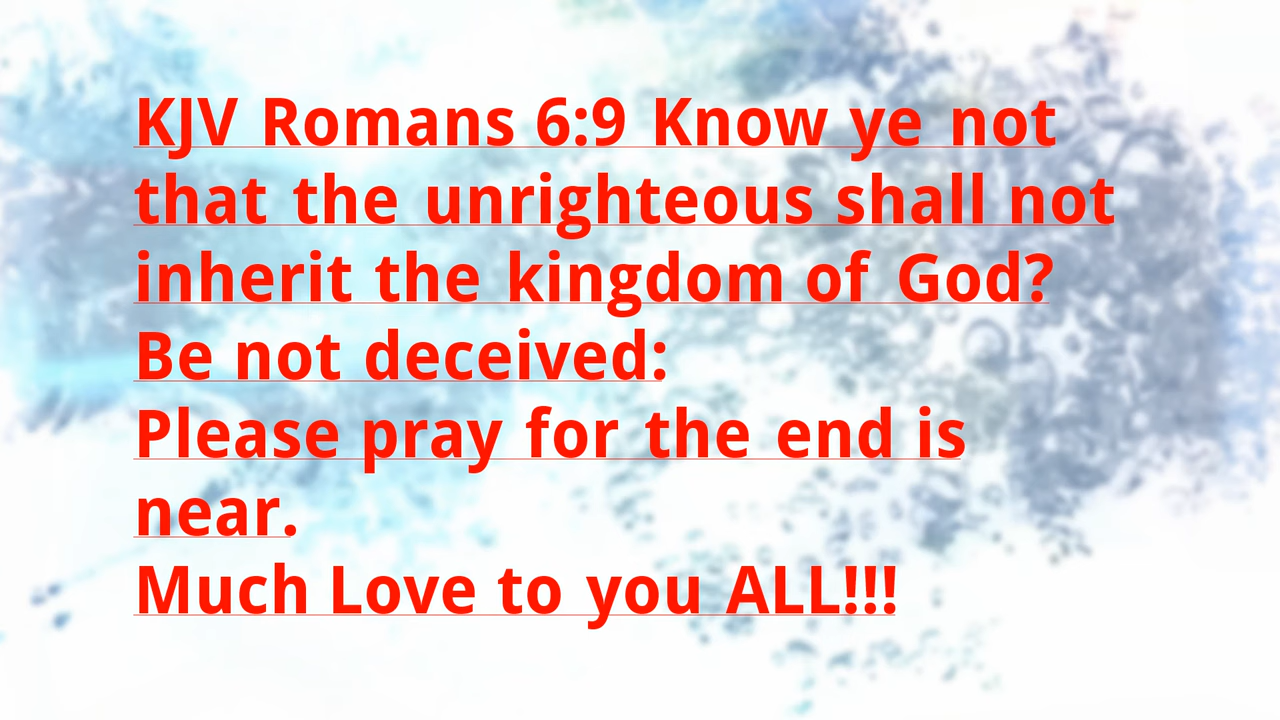 KJV Romans 6:9 Know ye not
that the unrighteous shall not
inherit the kingdom of God?
Be not deceived:
Please pray for the end is
near.
Much Love to you ALL!!!